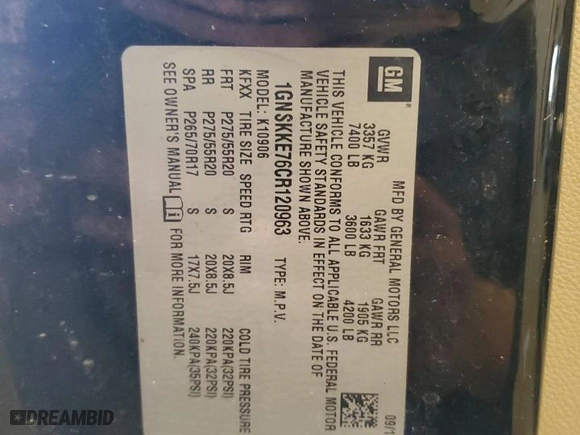 GM
MFD BY GENERAL MOTORS LLC
GVWR GAWR FRT GAWR RR
3357 KG 1633 KG 1905 KG
7400 LB 3600 LB 4200 LB
09/1
THIS VEHICLE CONFORMS TO ALL APPLICABLE U.S. FEDERAL MOTOR
VEHICLE SAFETY STANDARDS IN EFFECT ON THE DATE OF
MANUFACTURE SHOWN ABOVE.
1GNSKKE76CR120963 TYPE: M.P.V.
MODEL: K10906
KFXX TIRE SIZE SPEED RTG RIM COLD TIRE PRESSURE
FRT P275/55R20 S 20X8.5J 220KPA(32PSI)
RR P275/55R20 S 20X8.5J 220KPA(32PSI)
SPA P265/70R17 S 17X7.5J 240KPA(35PSI)
SEE OWNER'S MANUAL FOR MORE INFORMATION.
DREAMBID